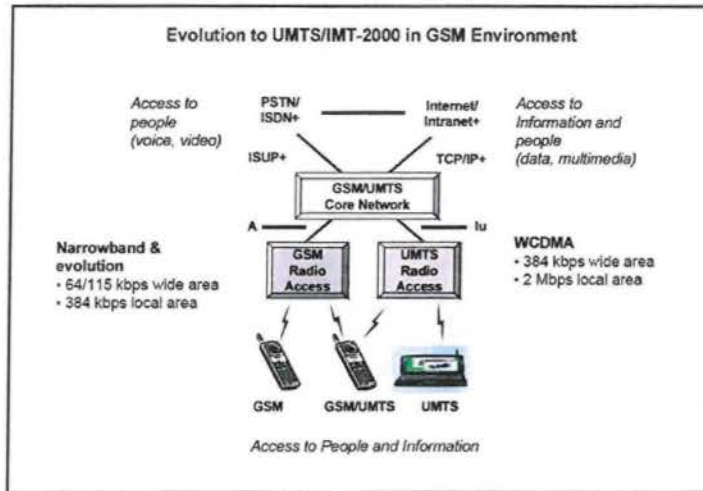 Evolution to UMTS/IMT-2000 in GSM Environment
Access to
people
(voice, video)
PSTN/
ISDN+
Internet/
Intranet+
Access to
Information and
people
(data, multimedia)
ISUP+
TCP/IP+
GSM/UMTS
Core Network
A
Iu
Narrowband &
evolution
• 64/115 kbps wide area
• 384 kbps local area
GSM
Radio
Access
UMTS
Radio
Access
WCDMA
• 384 kbps wide area
• 2 Mbps local area
GSM
GSM/UMTS
UMTS
Access to People and Information